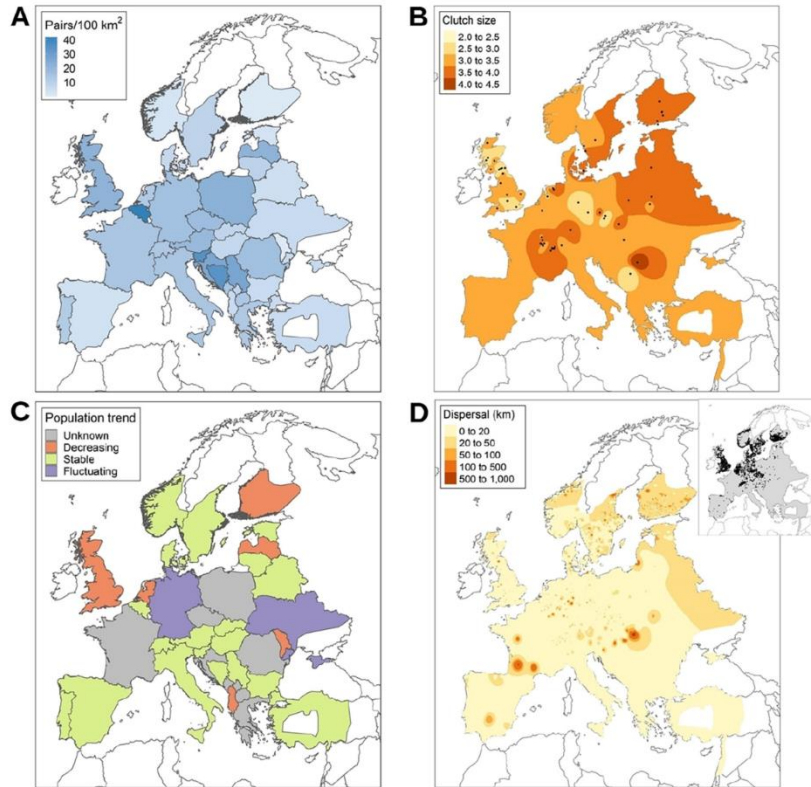 A
Pairs/100 km²
40
30
20
10
B
Clutch size
2.0 to 2.5
2.5 to 3.0
3.0 to 3.5
3.5 to 4.0
4.0 to 4.5
C
Population trend
Unknown
Decreasing
Stable
Fluctuating
D
Dispersal (km)
0 to 20
20 to 50
50 to 100
100 to 500
500 to 1,000